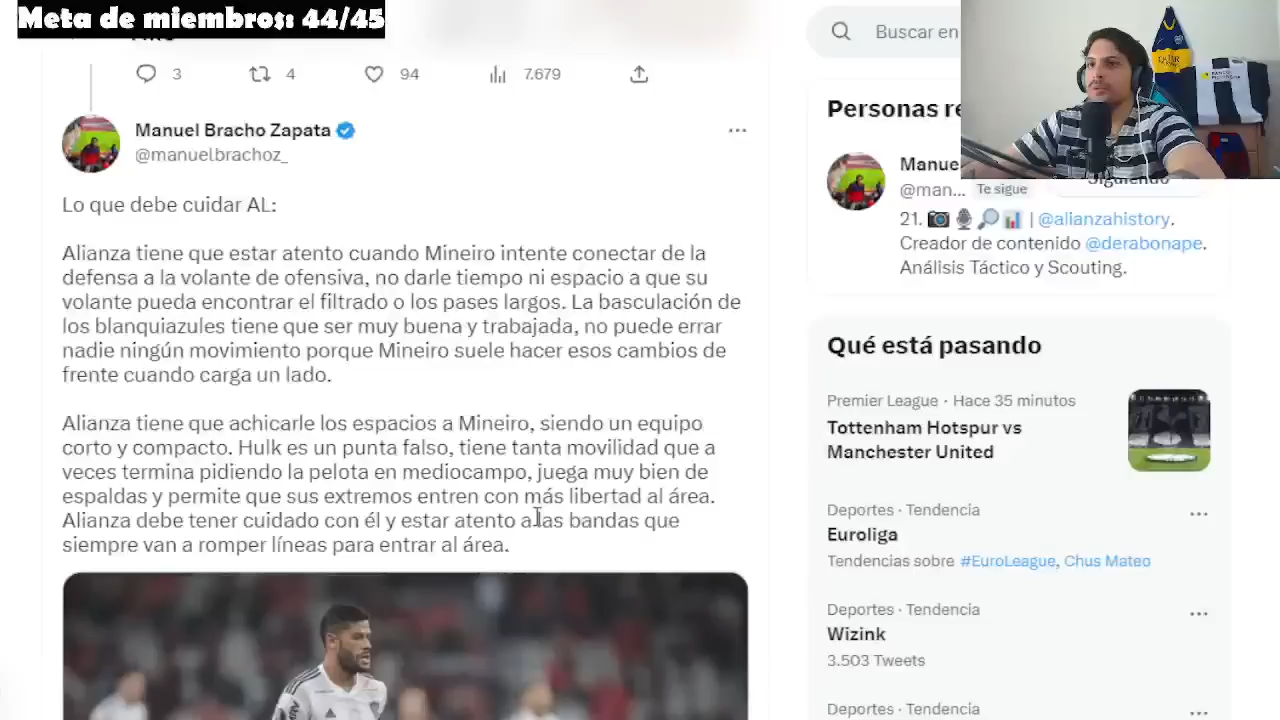 Meta de miembros: 44/45
3
4
94
7.679
Manuel Bracho Zapata
@manuelbrachoz_
Lo que debe cuidar AL:
Alianza tiene que estar atento cuando Mineiro intente conectar de la
defensa a la volante de ofensiva, no darle tiempo ni espacio a que su
volante pueda encontrar el filtrado o los pases largos. La basculación de
los blanquiazules tiene que ser muy buena y trabajada, no puede errar
nadie ningún movimiento porque Mineiro suele hacer esos cambios de
frente cuando carga un lado.
Alianza tiene que achicarle los espacios a Mineiro, siendo un equipo
corto y compacto. Hulk es un punta falso, tiene tanta movilidad que a
veces termina pidiendo la pelota en mediocampo, juega muy bien de
espaldas y permite que sus extremos entren con más libertad al área.
Alianza debe tener cuidado con él y estar atento a las bandas que
siempre van a romper líneas para entrar al área.
Buscar en
Personas re
Manue
@man... Te sigue
Siguiendo
21. | @alianzahistory.
Creador de contenido @derabonape.
Análisis Táctico y Scouting.
Qué está pasando
Premier League · Hace 35 minutos
Tottenham Hotspur vs
Manchester United
Deportes · Tendencia
Euroliga
Tendencias sobre #EuroLeague, Chus Mateo
Deportes · Tendencia
Wizink
3.503 Tweets
Deportes · Tendencia